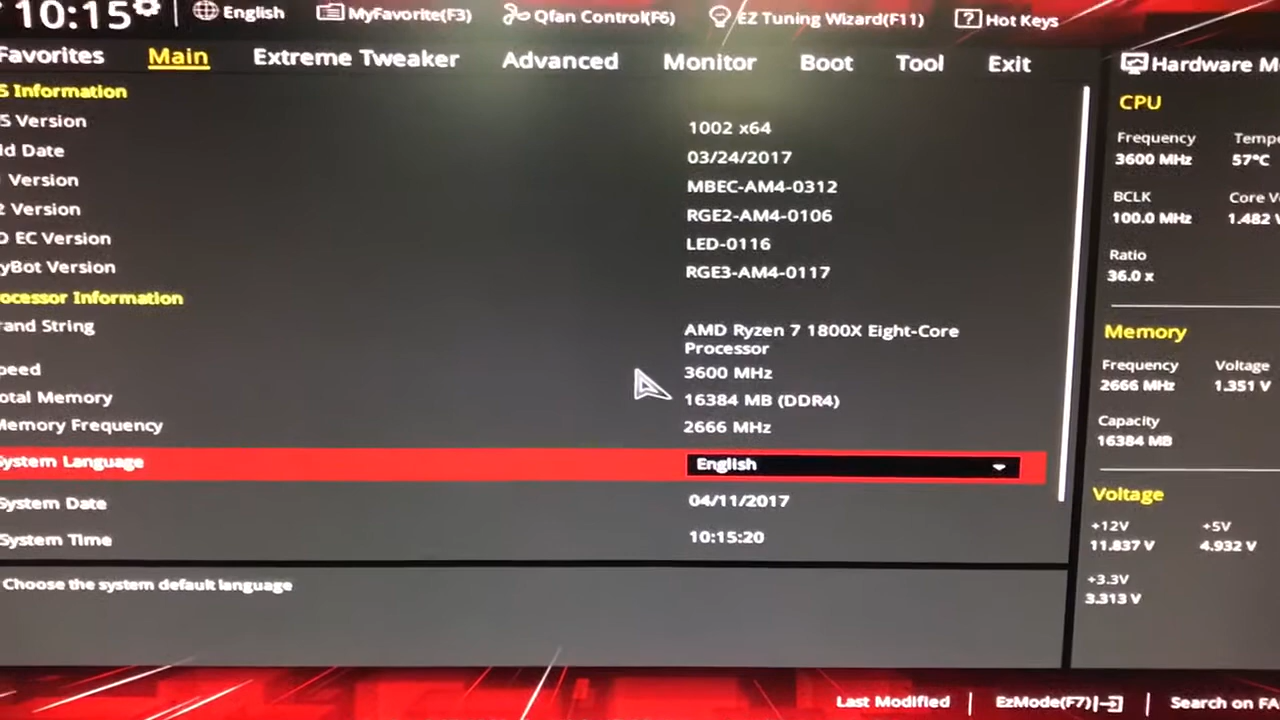 10:15 English MyFavorite(F3) Qfan Control(F6) EZ Tuning Wizard(F11) ? Hot Keys
Favorites Main Extreme Tweaker Advanced Monitor Boot Tool Exit Hardware M
S Information
S Version 1002 x64
ld Date 03/24/2017
Version MBEC-AM4-0312
2 Version RGE2-AM4-0106
D EC Version LED-0116
yBot Version RGE3-AM4-0117
ocessor Information
rand String AMD Ryzen 7 1800X Eight-Core
Processor
peed 3600 MHz
otal Memory 16384 MB (DDR4)
Memory Frequency 2666 MHz
System Language English
System Date 04/11/2017
System Time 10:15:20
Choose the system default language
CPU
Frequency Tempe
3600 MHz 57°C
BCLK Core V
100.0 MHz 1.482 V
Ratio
36.0 x
Memory
Frequency Voltage
2666 MHz 1.351 V
Capacity
16384 MB
Voltage
+12V +5V
11.837 V 4.932 V
+3.3V
3.313 V
Last Modified EzMode(F7) Search on FA